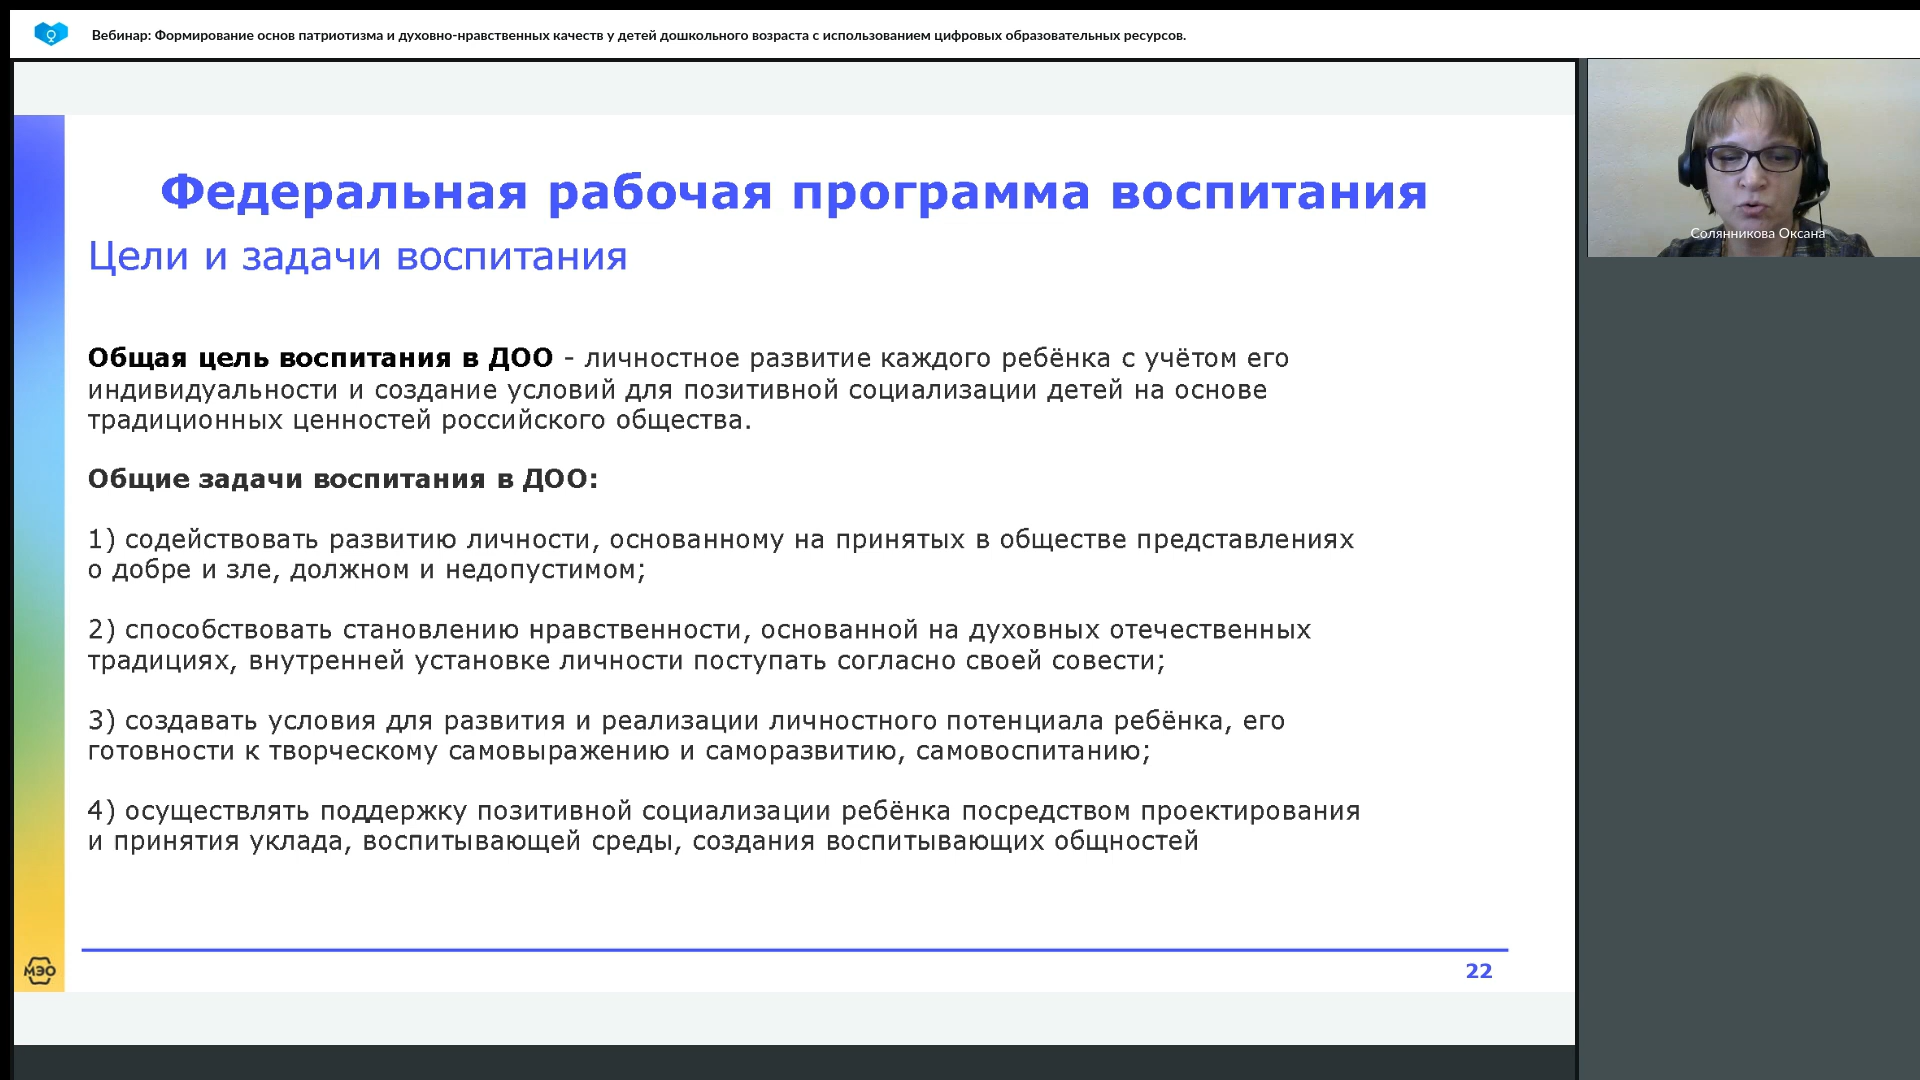 Вебинар: Формирование основ патриотизма и духовно-нравственных качеств у детей дошкольного возраста с использованием цифровых образовательных ресурсов.
Солянникова Оксана
Федеральная рабочая программа воспитания
Цели и задачи воспитания
Общая цель воспитания в ДОО - личностное развитие каждого ребёнка с учётом его
индивидуальности и создание условий для позитивной социализации детей на основе
традиционных ценностей российского общества.
Общие задачи воспитания в ДОО:
1) содействовать развитию личности, основанному на принятых в обществе представлениях
о добре и зле, должном и недопустимом;
2) способствовать становлению нравственности, основанной на духовных отечественных
традициях, внутренней установке личности поступать согласно своей совести;
3) создавать условия для развития и реализации личностного потенциала ребёнка, его
готовности к творческому самовыражению и саморазвитию, самовоспитанию;
4) осуществлять поддержку позитивной социализации ребёнка посредством проектирования
и принятия уклада, воспитывающей среды, создания воспитывающих общностей
МЭО
22